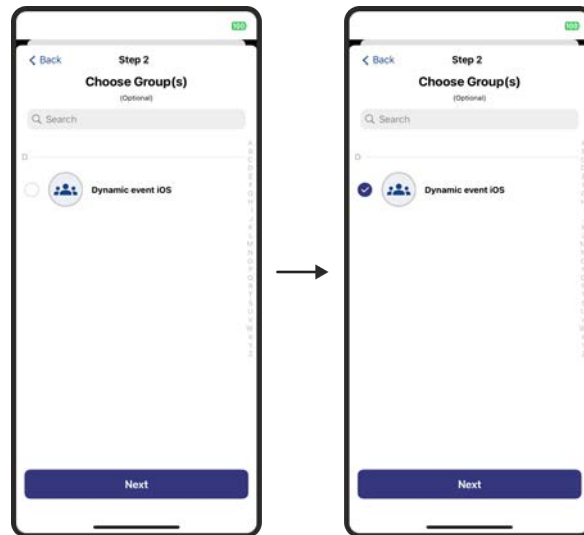 100
Back
Step 2
Choose Group(s)
(Optional)
Search
D
Dynamic event iOS
Next
100
Back
Step 2
Choose Group(s)
(Optional)
Search
D
Dynamic event iOS
Next